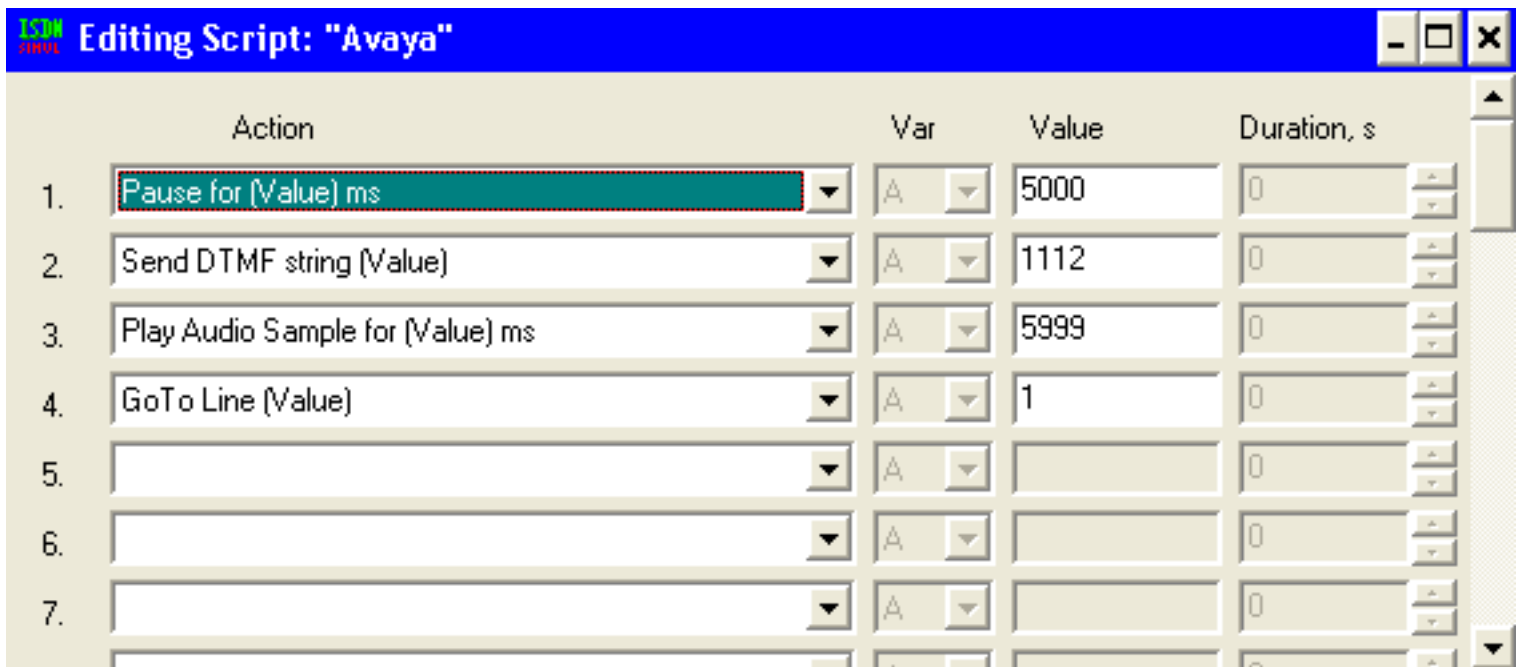 ISDN
SIMUL
Editing Script: "Avaya"
Action Var Value Duration, s
1. Pause for (Value) ms A 5000 0
2. Send DTMF string (Value) A 1112 0
3. Play Audio Sample for (Value) ms A 5999 0
4. GoTo Line (Value) A 1 0
5. A 0
6. A 0
7. A 0